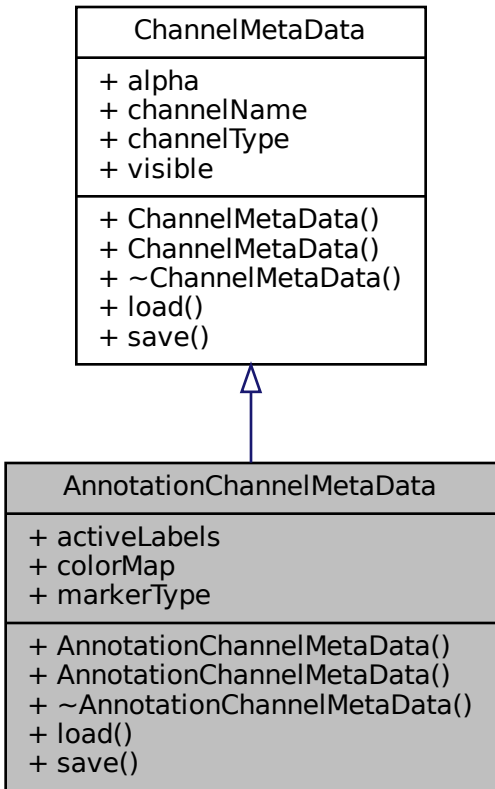 ChannelMetaData
+ alpha
+ channelName
+ channelType
+ visible
+ ChannelMetaData()
+ ChannelMetaData()
+ ~ChannelMetaData()
+ load()
+ save()
AnnotationChannelMetaData
+ activeLabels
+ colorMap
+ markerType
+ AnnotationChannelMetaData()
+ AnnotationChannelMetaData()
+ ~AnnotationChannelMetaData()
+ load()
+ save()